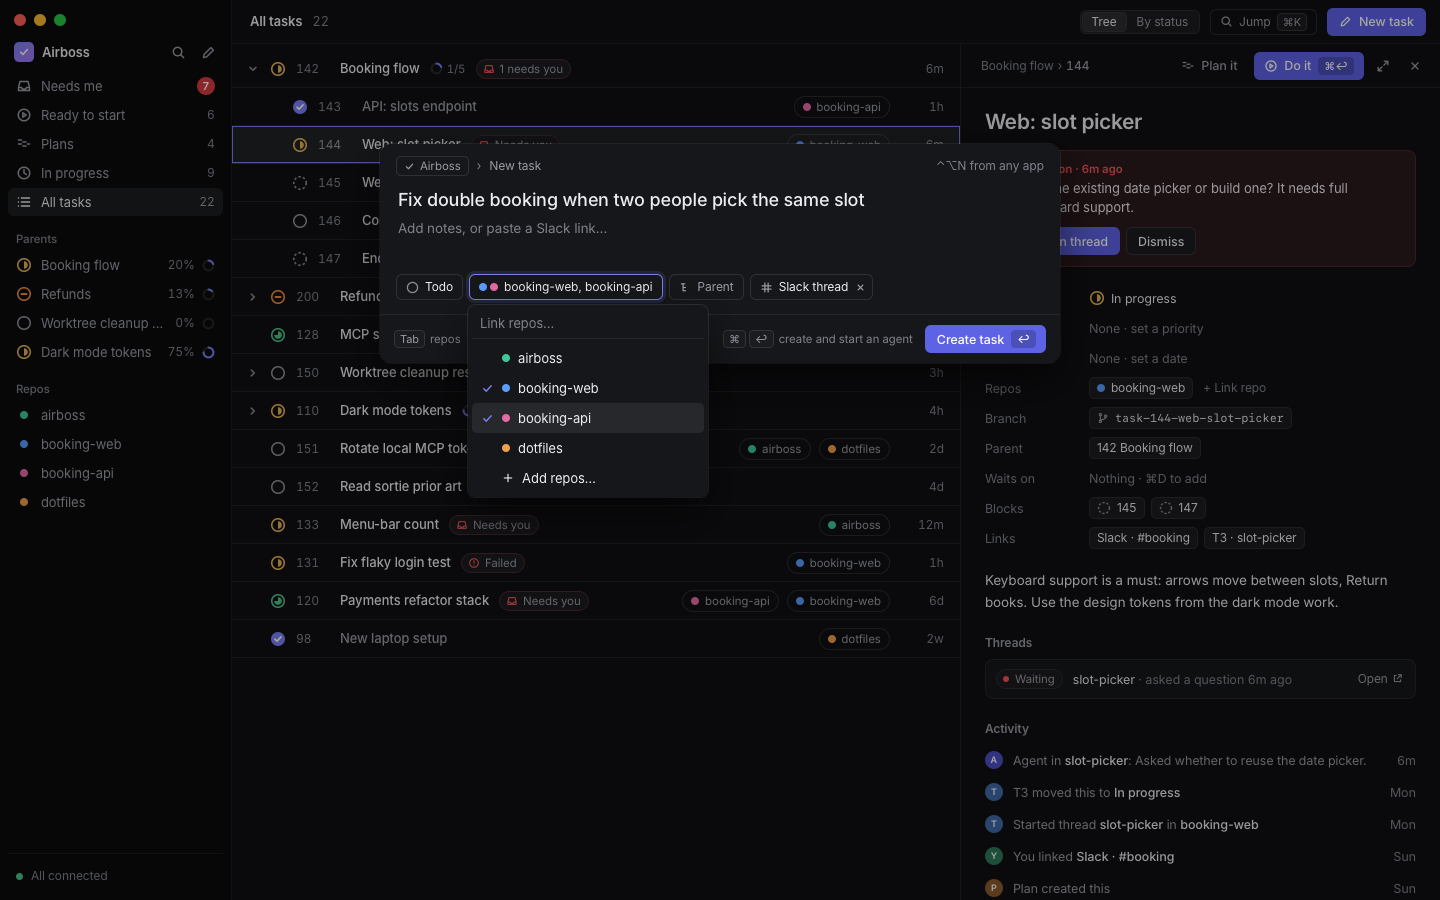 Airboss
Needs me 7
Ready to start 6
Plans 4
In progress 9
All tasks 22
Parents
Booking flow 20%
Refunds 13%
Worktree cleanup ... 0%
Dark mode tokens 75%
Repos
airboss
booking-web
booking-api
dotfiles
All connected
All tasks 22
Tree By status
Jump ⌘K
New task
142 Booking flow 1/5 1 needs you 6m
143 API: slots endpoint booking-api 1h
144 Web: slot picker Needs you booking-web 6m
145 We
146 Co
147 En
200 Refun
128 MCP s
150 Worktree cleanup res 3h
110 Dark mode tokens 4h
151 Rotate local MCP tok airboss dotfiles 2d
152 Read sortie prior art 4d
133 Menu-bar count Needs you airboss 12m
131 Fix flaky login test Failed booking-web 1h
120 Payments refactor stack Needs you booking-api booking-web 6d
98 New laptop setup dotfiles 2w
Airboss › New task
^⌥N from any app
Fix double booking when two people pick the same slot
Add notes, or paste a Slack link...
Todo booking-web, booking-api Parent Slack thread ×
Tab repos
⌘ ↩ create and start an agent
Create task ↩
Link repos...
airboss
booking-web
booking-api
dotfiles
+ Add repos...
Booking flow › 144
Plan it
Do it ⌘↩
Web: slot picker
on · 6m ago
e existing date picker or build one? It needs full
ard support.
n thread Dismiss
In progress
None · set a priority
None · set a date
Repos booking-web + Link repo
Branch task-144-web-slot-picker
Parent 142 Booking flow
Waits on Nothing · ⌘D to add
Blocks 145 147
Links Slack · #booking T3 · slot-picker
Keyboard support is a must: arrows move between slots, Return
books. Use the design tokens from the dark mode work.
Threads
Waiting slot-picker · asked a question 6m ago Open
Activity
A Agent in slot-picker: Asked whether to reuse the date picker. 6m
T T3 moved this to In progress Mon
T Started thread slot-picker in booking-web Mon
Y You linked Slack · #booking Sun
P Plan created this Sun